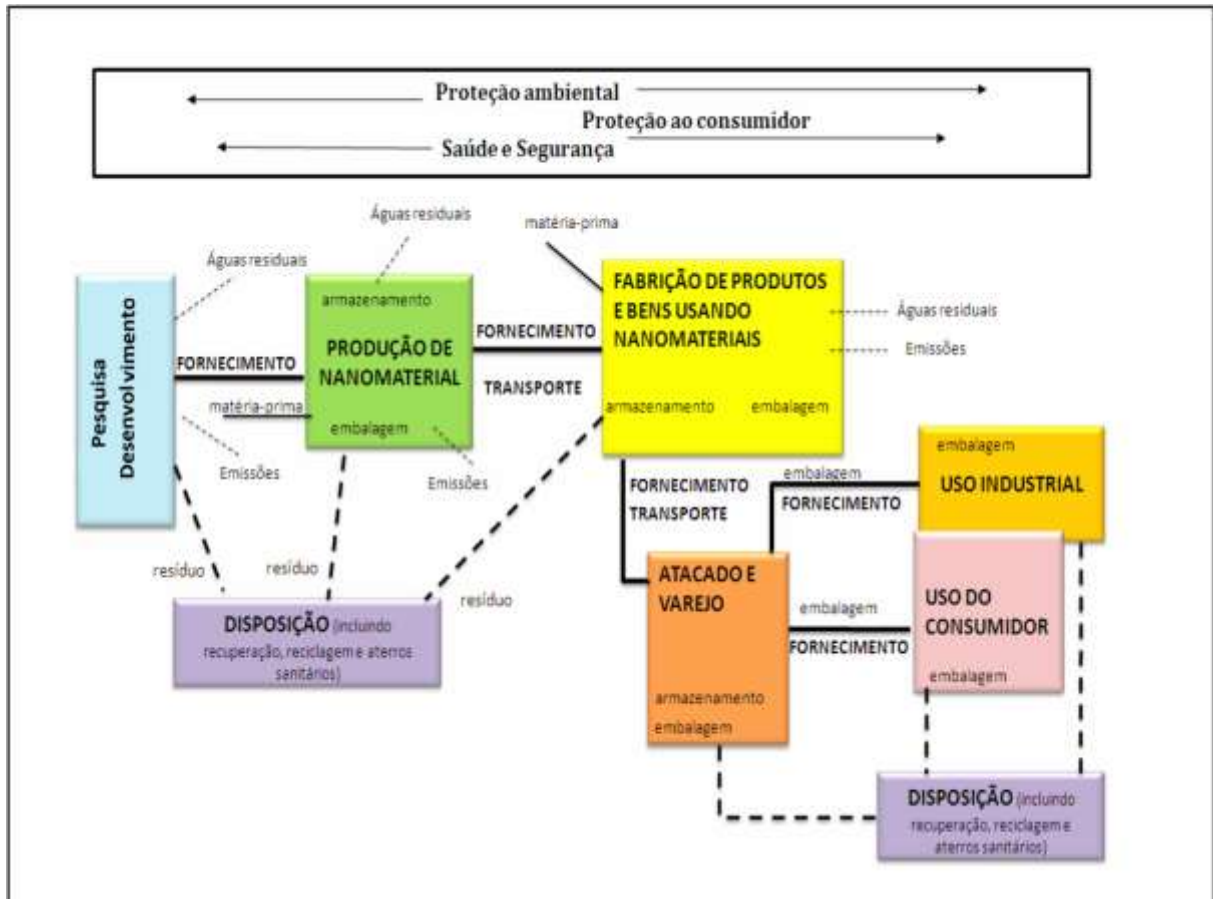 Proteção ambiental
Proteção ao consumidor
Saúde e Segurança
Águas residuais
matéria-prima
Águas residuais
Pesquisa
Desenvolvimento
FORNECIMENTO
matéria-prima
Emissões
armazenamento
PRODUÇÃO DE
NANOMATERIAL
embalagem
Emissões
FORNECIMENTO
TRANSPORTE
FABRIÇÃO DE PRODUTOS
E BENS USANDO
NANOMATERIAIS
armazenamento
embalagem
Águas residuais
Emissões
resíduo
resíduo
resíduo
DISPOSIÇÃO (incluindo
recuperação, reciclagem e aterros
sanitários)
FORNECIMENTO
TRANSPORTE
embalagem
FORNECIMENTO
embalagem
USO INDUSTRIAL
ATACADO E
VAREJO
armazenamento
embalagem
embalagem
FORNECIMENTO
USO DO
CONSUMIDOR
embalagem
DISPOSIÇÃO (incluindo
recuperação, reciclagem e
aterros sanitários)